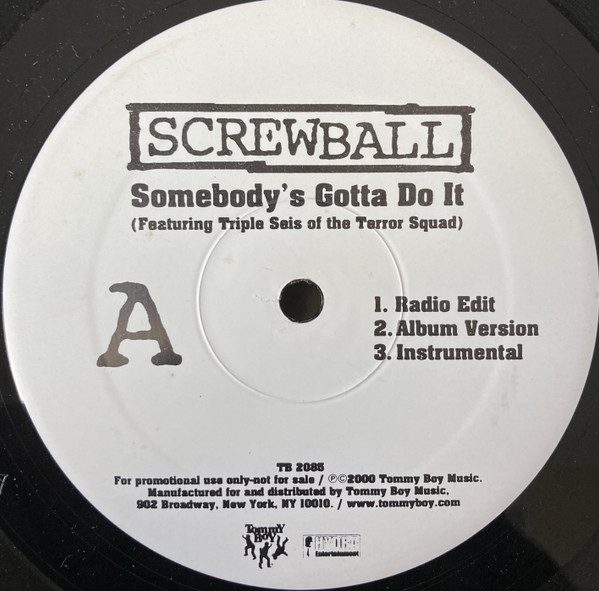 SCREWBALL
Somebody's Gotta Do It
(Featuring Triple Seis of the Terror Squad)
A
1. Radio Edit
2. Album Version
3. Instrumental
TB 2085
For promotional use only-not for sale / ℗©2000 Tommy Boy Music.
Manufactured for and distributed by Tommy Boy Music,
902 Broadway, New York, NY 10010. / www.tommyboy.com
Tommy
Boy
HYDRA
Entertainment